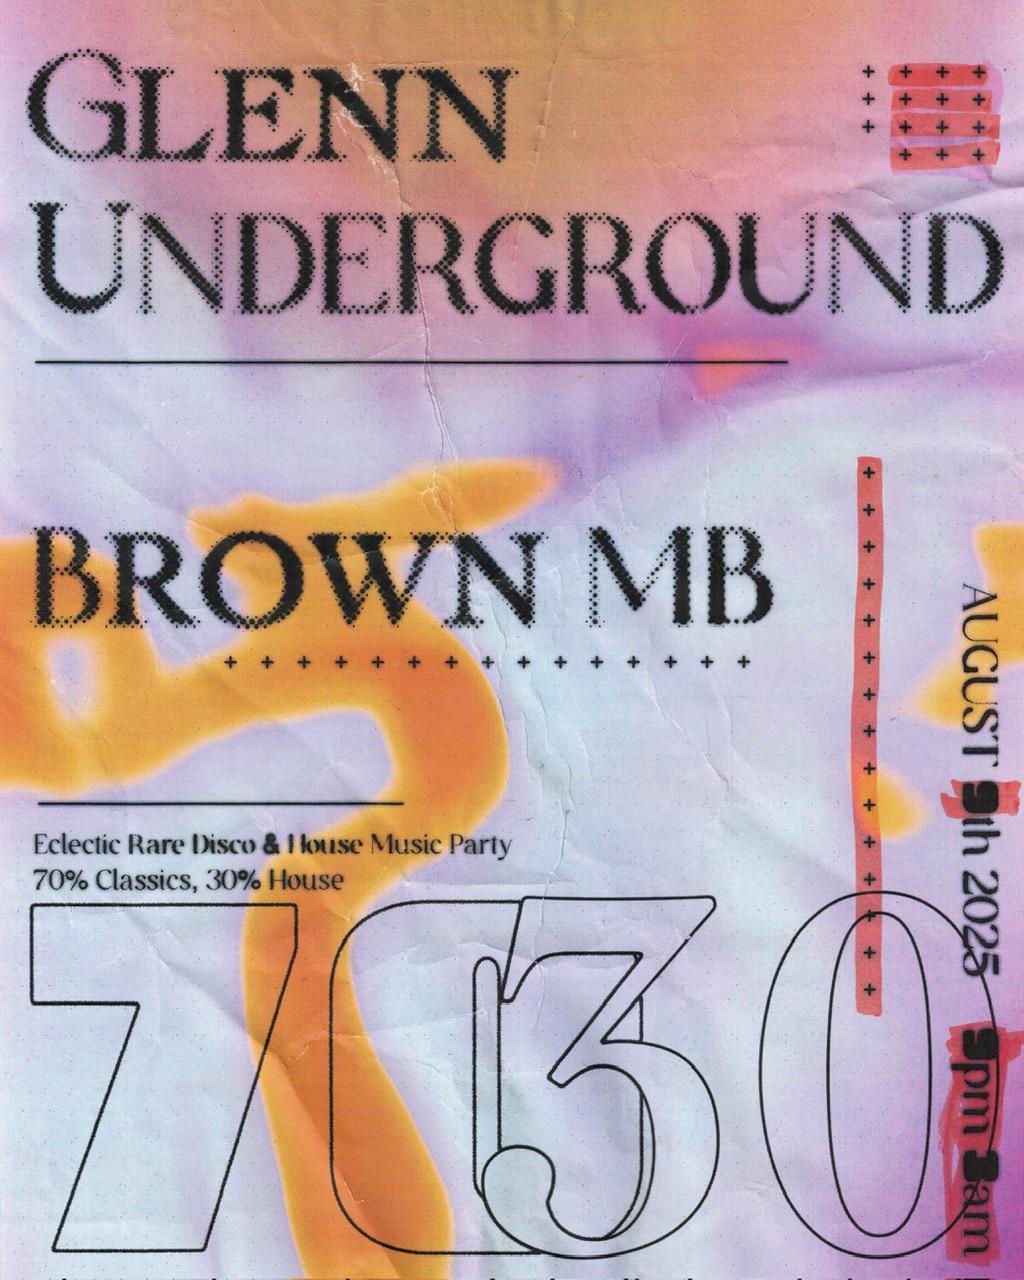 GLENN
UNDERGROUND
BROWN MB
AUGUST 9th 2025 9pm 3am
Eclectic Rare Disco & House Music Party
70% Classics, 30% House
7030